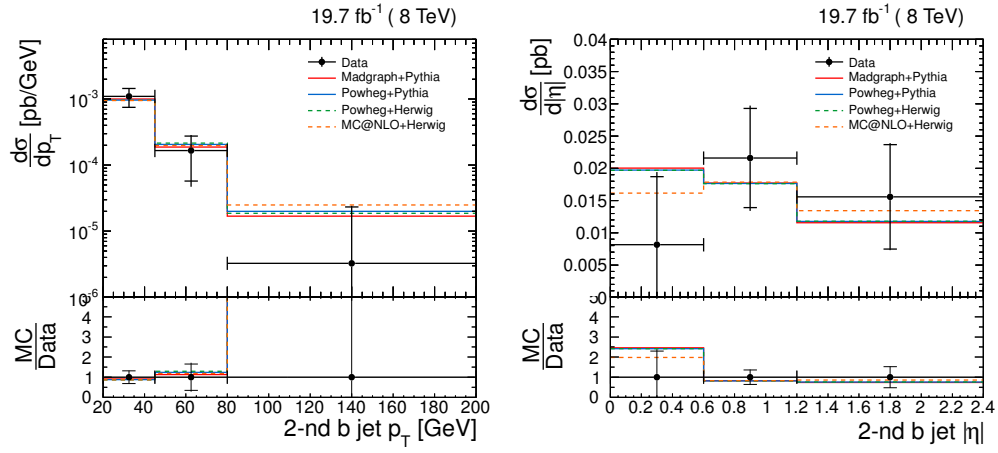 19.7 fb⁻¹ ( 8 TeV)
dσ/dp_T [pb/GeV]
Data
Madgraph+Pythia
Powheg+Pythia
Powheg+Herwig
MC@NLO+Herwig
10⁻³
10⁻⁴
10⁻⁵
10⁻⁶
MC/Data
5
4
3
2
1
0
20 40 60 80 100 120 140 160 180 200
2-nd b jet p_T [GeV]
19.7 fb⁻¹ ( 8 TeV)
dσ/d|η| [pb]
Data
Madgraph+Pythia
Powheg+Pythia
Powheg+Herwig
MC@NLO+Herwig
0.04
0.035
0.03
0.025
0.02
0.015
0.01
0.005
0
MC/Data
5
4
3
2
1
0
0 0.2 0.4 0.6 0.8 1 1.2 1.4 1.6 1.8 2 2.2 2.4
2-nd b jet |η|